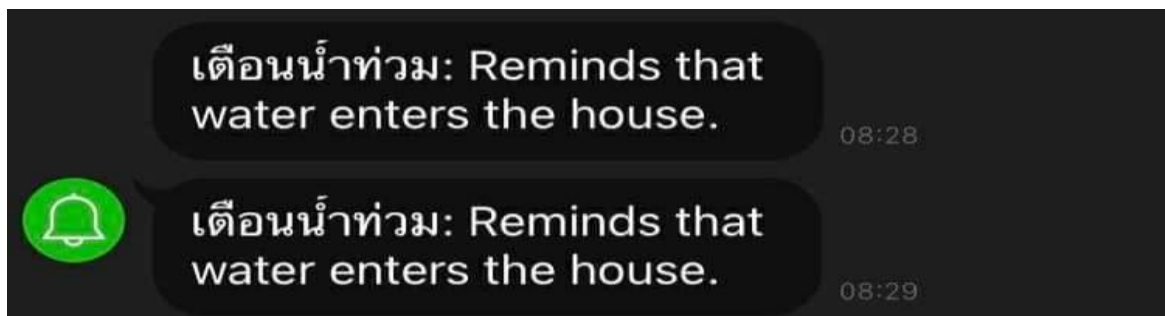 เตือนน้ำท่วม: Reminds that
water enters the house.
08:28
เตือนน้ำท่วม: Reminds that
water enters the house.
08:29